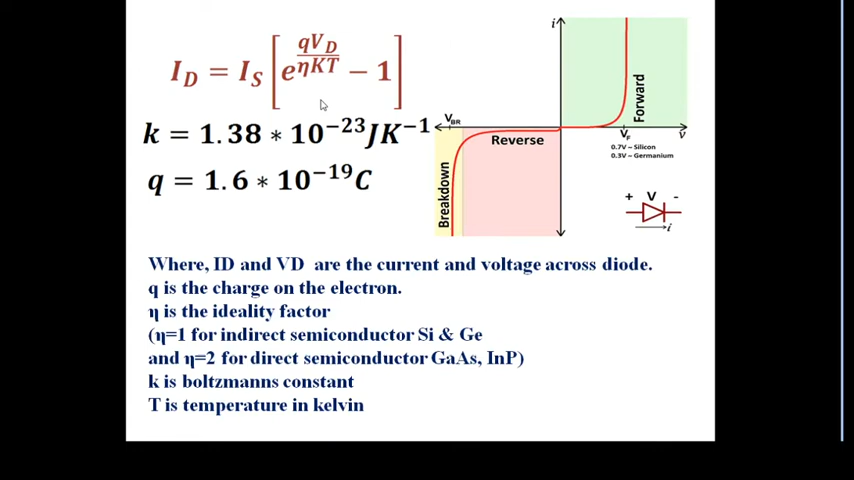 I_D = I_S [e^{qV_D/ηKT} − 1]
k = 1.38 * 10^{−23} JK^{−1}
q = 1.6 * 10^{−19} C
i
V_BR
Reverse
Forward
Breakdown
V_F
v
0.7V – Silicon
0.3V – Germanium
+ V -
i
Where, ID and VD are the current and voltage across diode.
q is the charge on the electron.
η is the ideality factor
(η=1 for indirect semiconductor Si & Ge
and η=2 for direct semiconductor GaAs, InP)
k is boltzmanns constant
T is temperature in kelvin